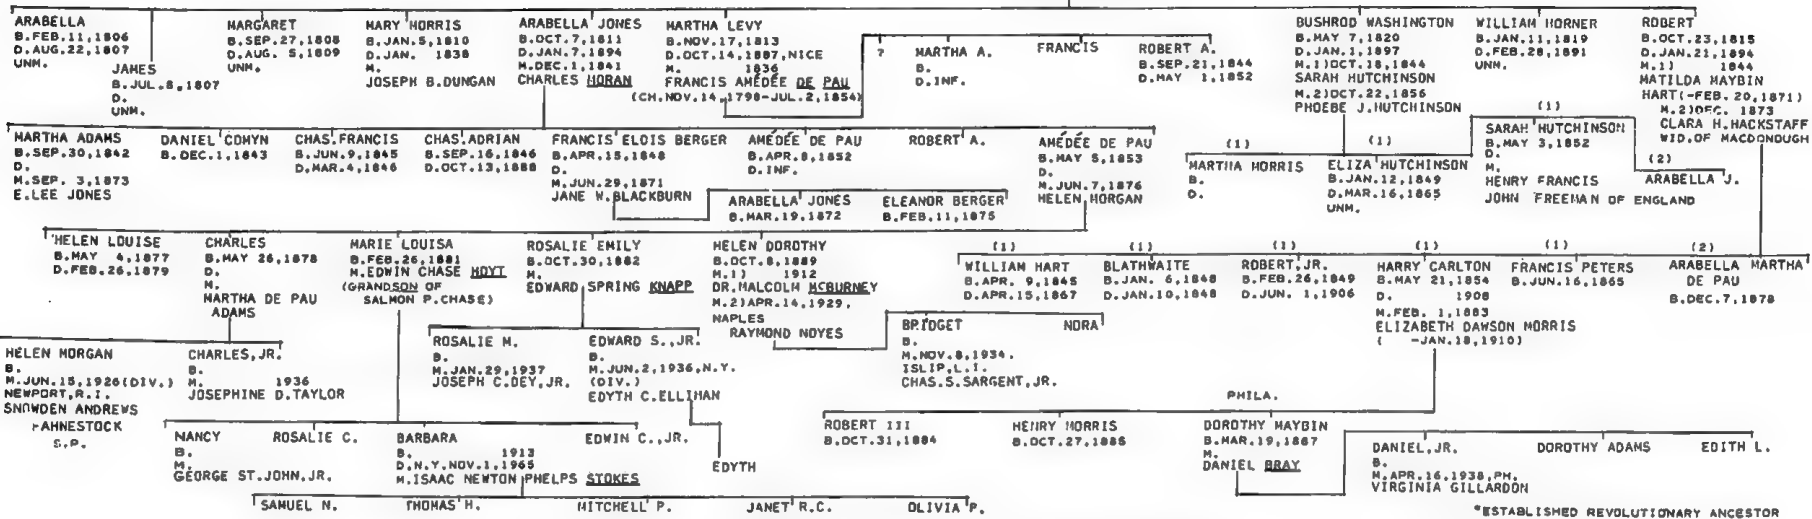 ARABELLA
B.FEB.11,1806
D.AUG.22,1807
UNM.
JAMES
B.JUL.8,1807
D.
UNM.
MARGARET
B.SEP.27,1808
D.AUG. 5,1809
UNM.
MARY MORRIS
B.JAN.5,1810
D.JAN. 1838
M.
JOSEPH B.DUNGAN
ARABELLA JONES
B.OCT.7,1811
D.JAN.7,1894
M.DEC.1,1841
CHARLES HORAN
MARTHA LEVY
B.NOV.17,1813
D.OCT.14,1887,NICE
M. 1836
FRANCIS AMÉDÉE DE PAU
(CH.NOV.14,1798-JUL.2,1854)
?
MARTHA A.
B.
D.INF.
FRANCIS
ROBERT A.
B.SEP.21,1844
D.MAY 1,1852
BUSHROD WASHINGTON
B.MAY 7,1820
D.JAN.1,1897
M.1)OCT.18,1844
SARAH HUTCHINSON
M.2)OCT.22,1856
PHOEBE J.HUTCHINSON
WILLIAM HORNER
B.JAN.11,1819
D.FEB.28,1891
UNM.
ROBERT
B.OCT.23,1815
D.JAN.21,1894
M.1) 1844
MATILDA MAYBIN
HART(-FEB.20,1871)
M.2)DEC. 1873
CLARA H.HACKSTAFF
WID.OF MACDONOUGH
MARTHA ADAMS
B.SEP.30,1842
D.
M.SEP. 3,1873
E.LEE JONES
DANIEL COMYN
B.DEC.1,1843
CHAS.FRANCIS
B.JUN.9,1845
D.MAR.4,1846
CHAS.ADRIAN
B.SEP.16,1846
D.OCT.13,1888
FRANCIS ELOIS BERGER
B.APR.15,1848
D.
M.JUN.29,1871
JANE W.BLACKBURN
AMÉDÉE DE PAU
B.APR.8,1852
D.INF.
ROBERT A.
AMÉDÉE DE PAU
B.MAY 5,1853
D.
M.JUN.7,1876
HELEN MORGAN
ARABELLA JONES
B.MAR.19,1872
ELEANOR BERGER
B.FEB.11,1875
(1)
MARTHA MORRIS
B.
D.
(1)
ELIZA HUTCHINSON
B.JAN.12,1849
D.MAR.16,1865
UNM.
(1)
SARAH HUTCHINSON
B.MAY 3,1852
D.
M.
HENRY FRANCIS
JOHN FREEMAN OF ENGLAND
(2)
ARABELLA J.
HELEN LOUISE
B.MAY 4,1877
D.FEB.26,1879
CHARLES
B.MAY 26,1878
D.
M.
MARTHA DE PAU
ADAMS
MARIE LOUISA
B.FEB.26,1881
M.EDWIN CHASE HOYT
(GRANDSON OF
SALMON P.CHASE)
ROSALIE EMILY
B.OCT.30,1882
M.
EDWARD SPRING KNAPP
HELEN DOROTHY
B.OCT.8,1889
M.1) 1912
DR.MALCOLM MCBURNEY
M.2)APR.14,1929,
NAPLES
RAYMOND NOYES
(1)
WILLIAM HART
B.APR. 9,1845
D.APR.15,1867
(1)
BLATHWAITE
B.JAN. 6,1848
D.JAN.10,1848
(1)
ROBERT,JR.
B.FEB.26,1849
D.JUN. 1,1906
(1)
HARRY CARLTON
B.MAY 21,1854
D. 1908
M.FEB. 1,1883
ELIZABETH DAWSON MORRIS
( -JAN.18,1910)
(1)
FRANCIS PETERS
B.JUN.16,1865
(2)
ARABELLA MARTHA
DE PAU
B.DEC.7,1878
HELEN MORGAN
B.
M.JUN.15,1926(DIV.)
NEWPORT,R.I.
SNOWDEN ANDREWS
FAHNESTOCK
S.P.
CHARLES,JR.
B.
M. 1936
JOSEPHINE D.TAYLOR
ROSALIE M.
B.
M.JAN.29,1937
JOSEPH C.DEY,JR.
EDWARD S.,JR.
B.
M.JUN.2,1936,N.Y.
(DIV.)
EDYTH C.ELLIMAN
BRIDGET
B.
M.NOV.8,1934.
ISLIP,L.I.
CHAS.S.SARGENT,JR.
NORA
NANCY
B.
M.
GEORGE ST.JOHN,JR.
ROSALIE C.
BARBARA
B. 1913
D.N.Y.NOV.1,1965
M.ISAAC NEWTON PHELPS STOKES
EDWIN C.,JR.
EDYTH
PHILA.
ROBERT III
B.OCT.31,1884
HENRY MORRIS
B.OCT.27,1885
DOROTHY MAYBIN
B.MAR.19,1887
M.
DANIEL BRAY
DANIEL,JR.
B.
M.APR.16,1938,PH.
VIRGINIA GILLARDON
DOROTHY ADAMS
EDITH L.
SAMUEL N.
THOMAS H.
MITCHELL P.
JANET R.C.
OLIVIA P.
*ESTABLISHED REVOLUTIONARY ANCESTOR